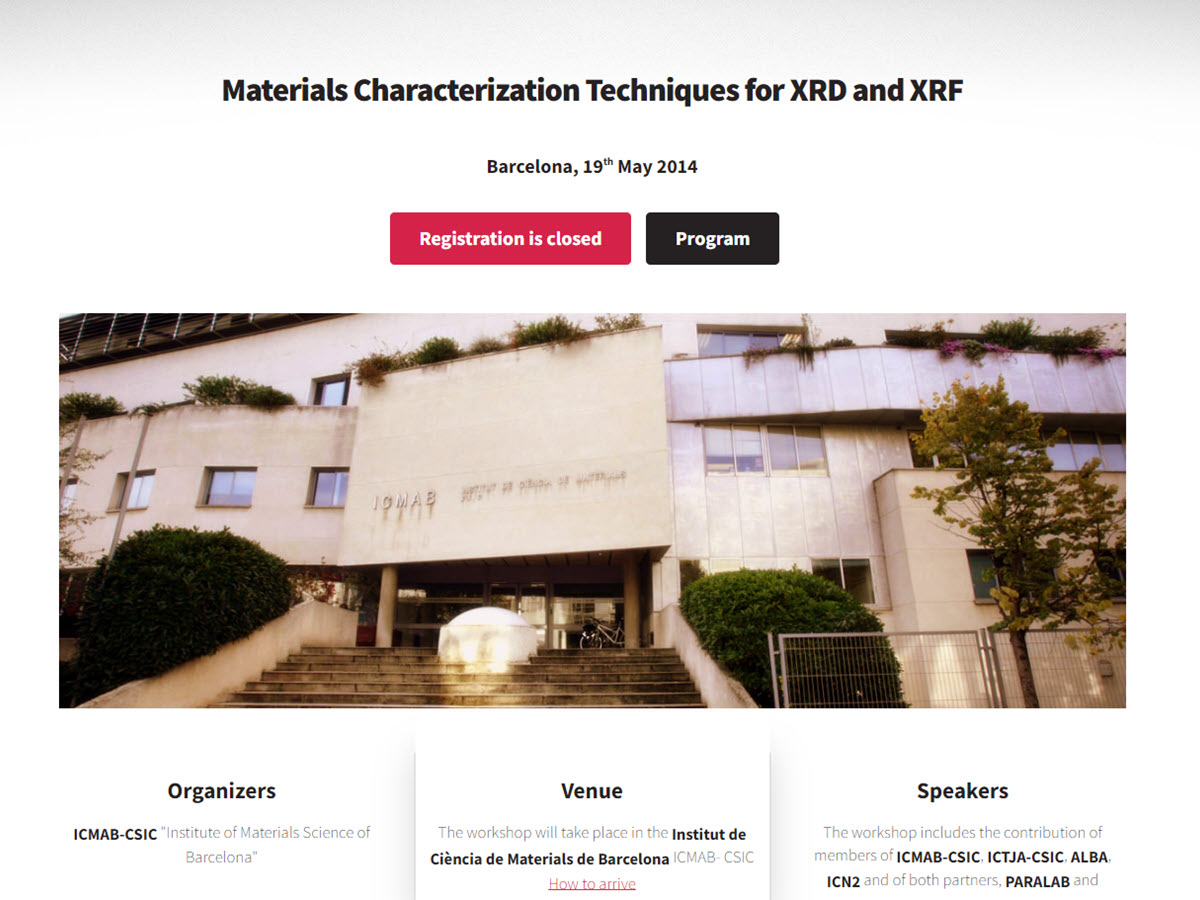 Materials Characterization Techniques for XRD and XRF
Barcelona, 19th May 2014
Registration is closed
Program
ICMAB INSTITUT DE CIÈNCIA DE MATERIALS
Organizers
ICMAB-CSIC "Institute of Materials Science of
Barcelona"
Venue
The workshop will take place in the Institut de
Ciència de Materials de Barcelona ICMAB- CSIC
How to arrive
Speakers
The workshop includes the contribution of
members of ICMAB-CSIC, ICTJA-CSIC, ALBA,
ICN2 and of both partners, PARALAB and